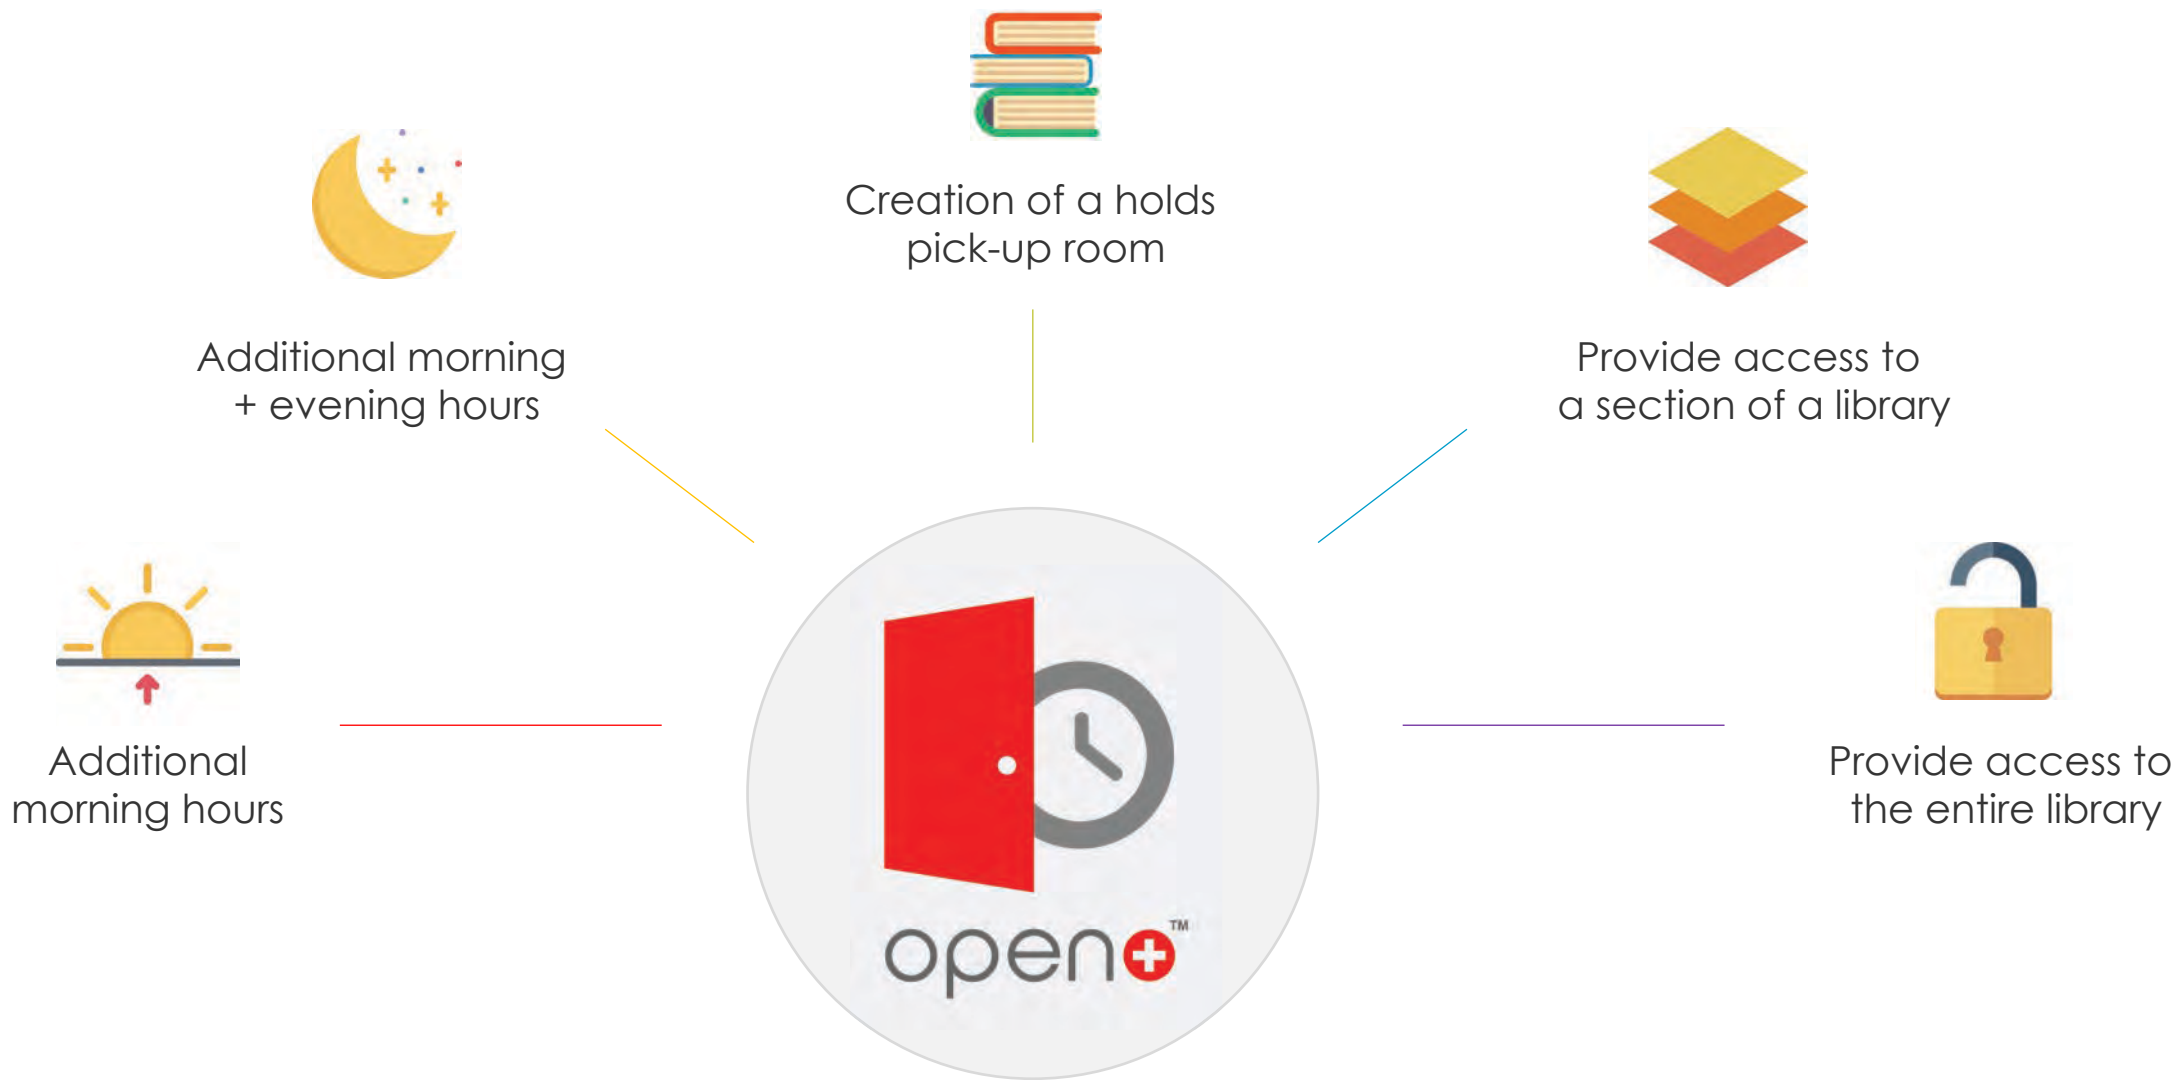 Creation of a holds
pick-up room
Additional morning
+ evening hours
Provide access to
a section of a library
Additional
morning hours
Provide access to
the entire library
open+™